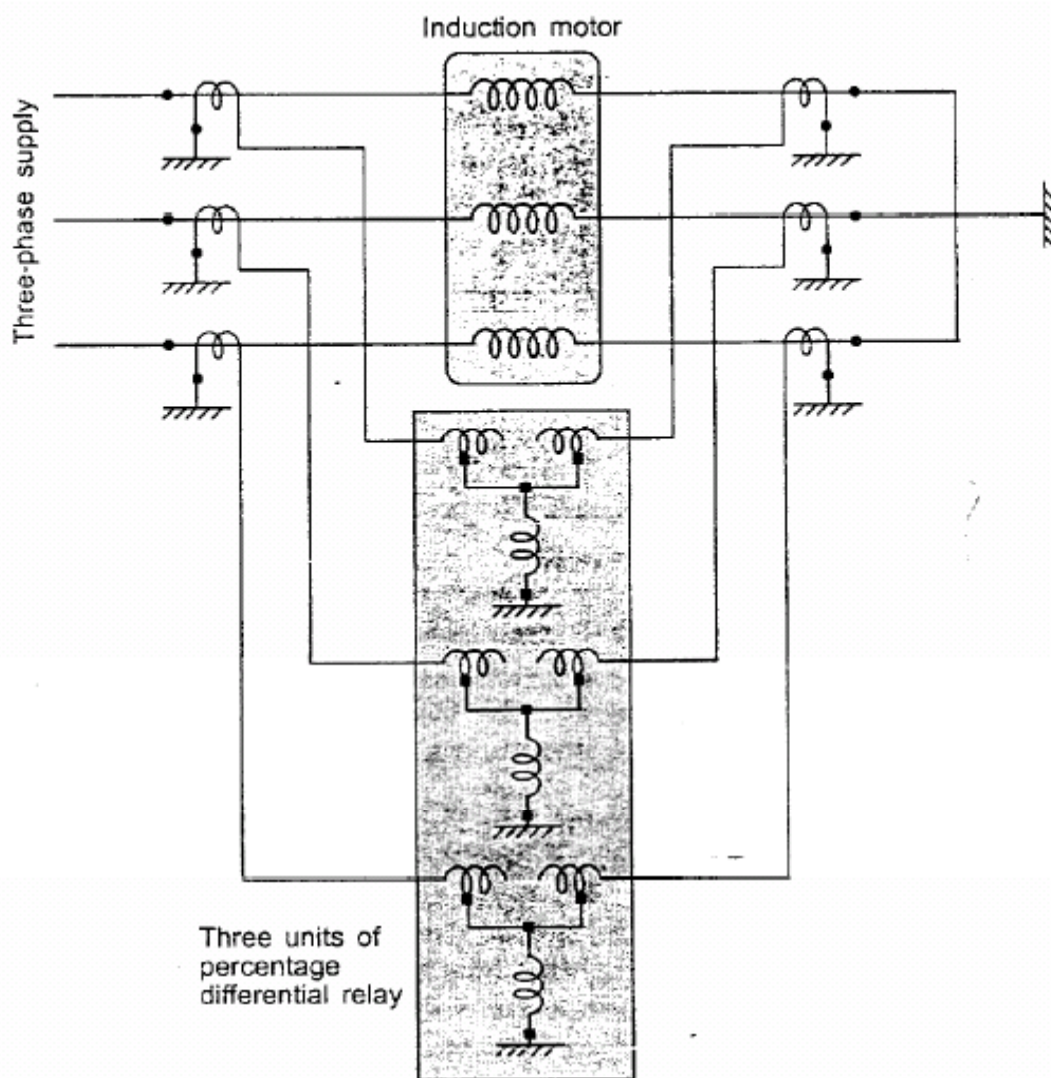 Induction motor
Three-phase supply
Three units of
percentage
differential relay